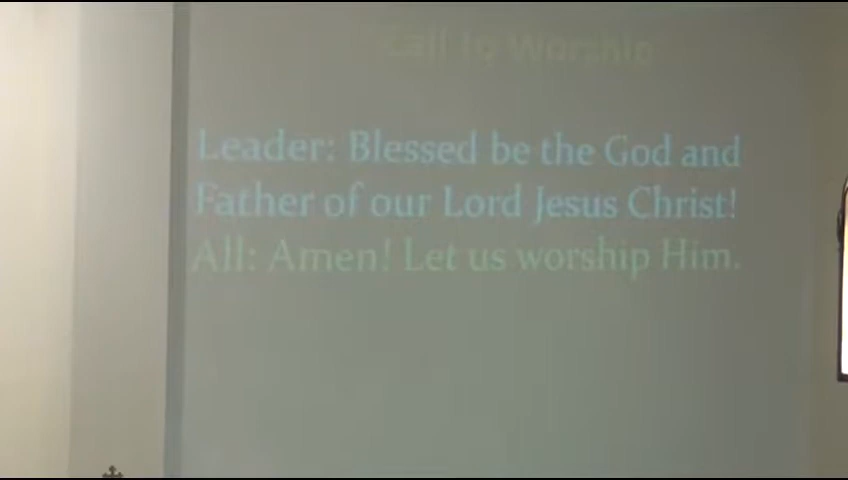 Call to Worship
Leader: Blessed be the God and
Father of our Lord Jesus Christ!
All: Amen! Let us worship Him.